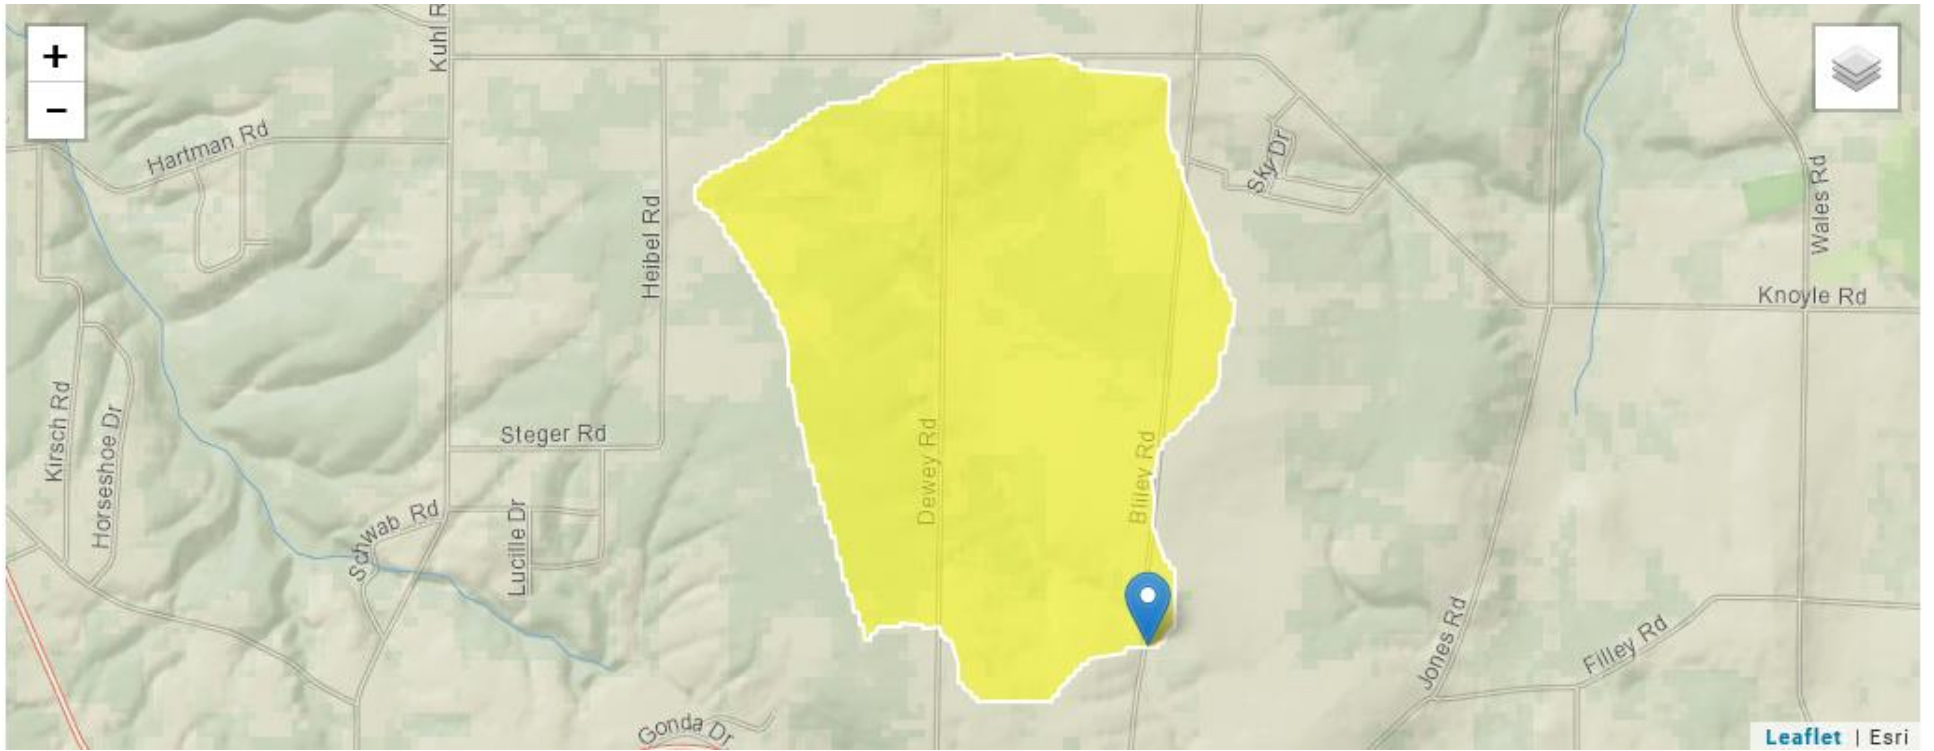 +
−
Kuhl R
Hartman Rd
Sky Dr
Wales Rd
Heibel Rd
Knoyle Rd
Kirsch Rd
Horseshoe Dr
Steger Rd
Dewey Rd
Bliley Rd
Schwab Rd
Lucille Dr
Jones Rd
Filley Rd
Gonda Dr
Leaflet | Esri